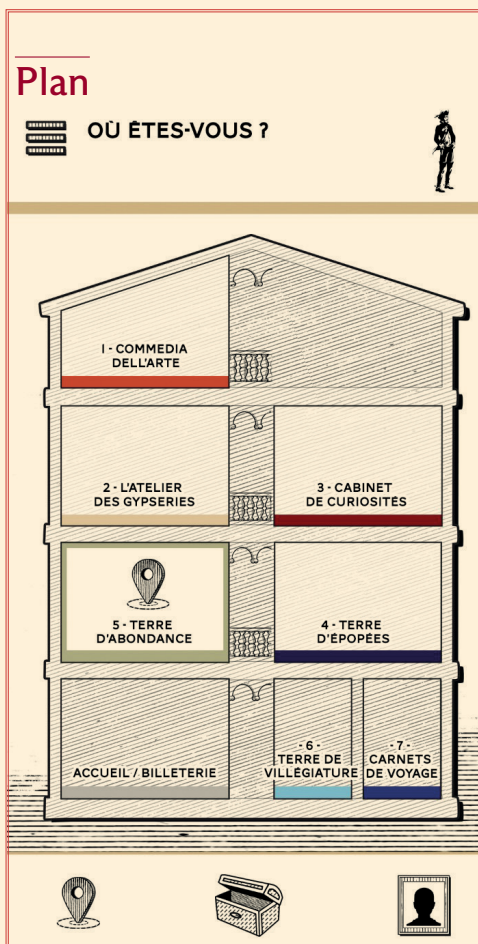 Plan
OÙ ÊTES-VOUS ?
1 - COMMEDIA
DELL'ARTE
2 - L'ATELIER
DES GYPSERIES
3 - CABINET
DE CURIOSITÉS
5 - TERRE
D'ABONDANCE
4 - TERRE
D'ÉPOPÉES
ACCUEIL / BILLETERIE
- 6 -
TERRE DE
VILLÉGIATURE
- 7 -
CARNETS
DE VOYAGE